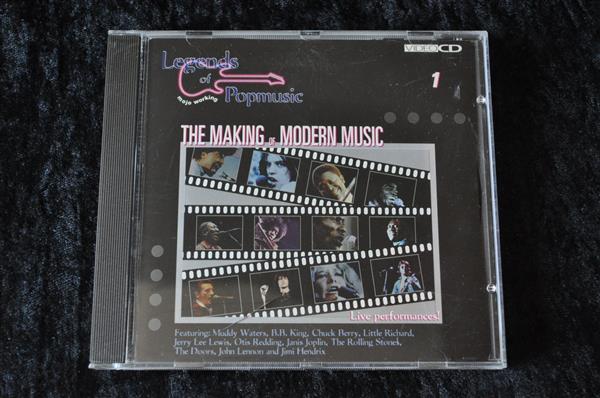 VIDEO CD
Legends
of
mojo working
Popmusic
1
THE MAKING OF MODERN MUSIC
Live performances!
Featuring: Muddy Waters, B.B. King, Chuck Berry, Little Richard,
Jerry Lee Lewis, Otis Redding, Janis Joplin, The Rolling Stones,
The Doors, John Lennon and Jimi Hendrix